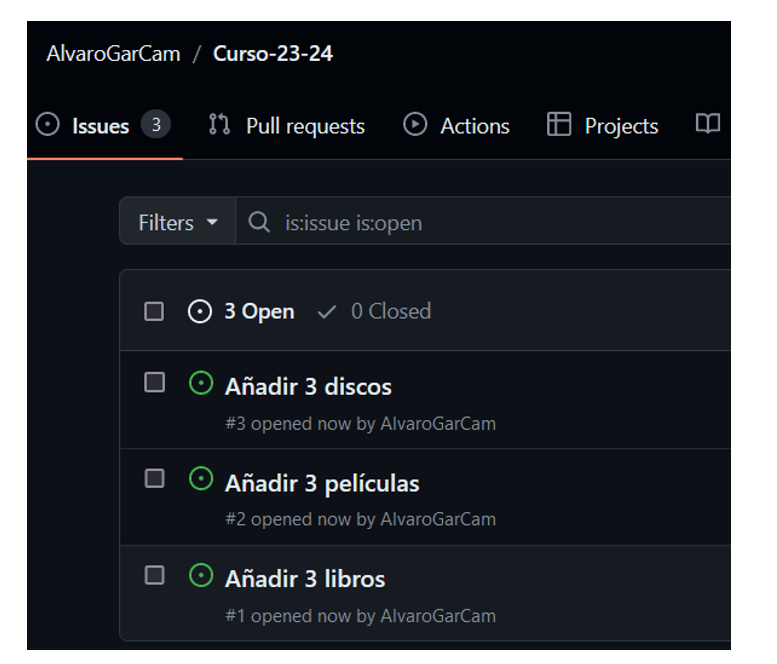 AlvaroGarCam / Curso-23-24
Issues 3 Pull requests Actions Projects
Filters is:issue is:open
3 Open 0 Closed
Añadir 3 discos
#3 opened now by AlvaroGarCam
Añadir 3 películas
#2 opened now by AlvaroGarCam
Añadir 3 libros
#1 opened now by AlvaroGarCam